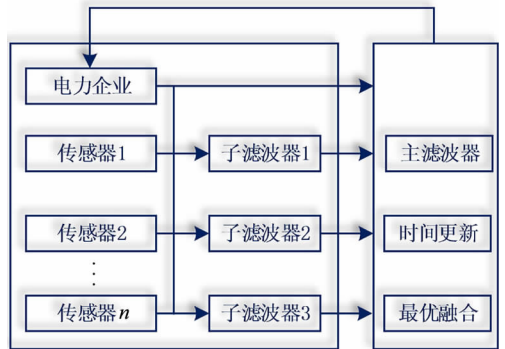 电力企业
传感器1 子滤波器1 主滤波器
传感器2 子滤波器2 时间更新
⋮
传感器n 子滤波器3 最优融合